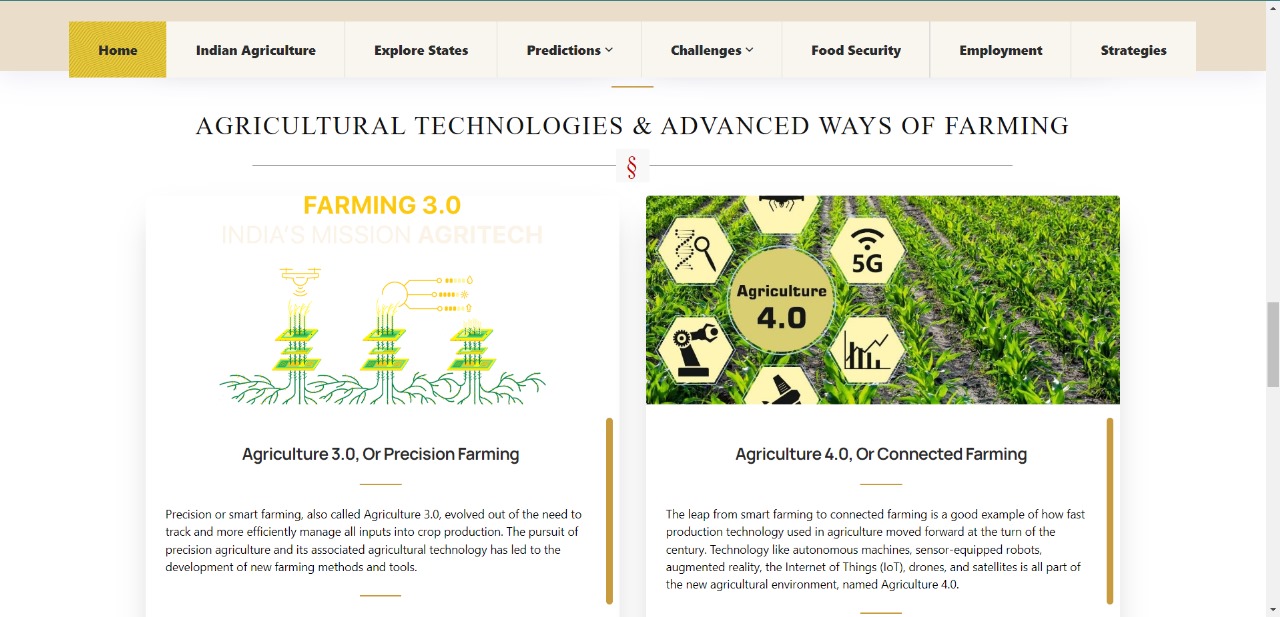 Home
Indian Agriculture
Explore States
Predictions
Challenges
Food Security
Employment
Strategies
AGRICULTURAL TECHNOLOGIES & ADVANCED WAYS OF FARMING
§
FARMING 3.0
INDIA'S MISSION AGRITECH
Agriculture 3.0, Or Precision Farming
Precision or smart farming, also called Agriculture 3.0, evolved out of the need to
track and more efficiently manage all inputs into crop production. The pursuit of
precision agriculture and its associated agricultural technology has led to the
development of new farming methods and tools.
5G
Agriculture
4.0
Agriculture 4.0, Or Connected Farming
The leap from smart farming to connected farming is a good example of how fast
production technology used in agriculture moved forward at the turn of the
century. Technology like autonomous machines, sensor-equipped robots,
augmented reality, the Internet of Things (IoT), drones, and satellites is all part of
the new agricultural environment, named Agriculture 4.0.